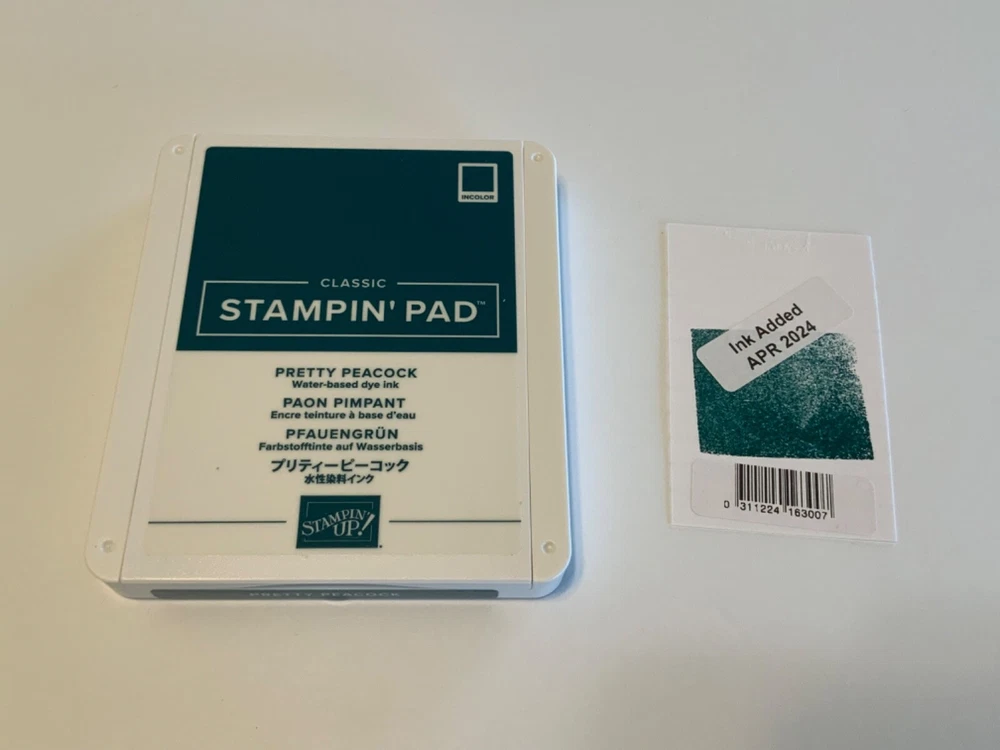 INCOLOR
CLASSIC
STAMPIN' PAD™
PRETTY PEACOCK
Water-based dye ink
PAON PIMPANT
Encre teinture à base d'eau
PFAUENGRÜN
Farbstofftinte auf Wasserbasis
プリティーピーコック
水性染料インク
STAMPIN'
UP!
PRETTY PEACOCK
Ink Added
APR 2024
0 311224 163007